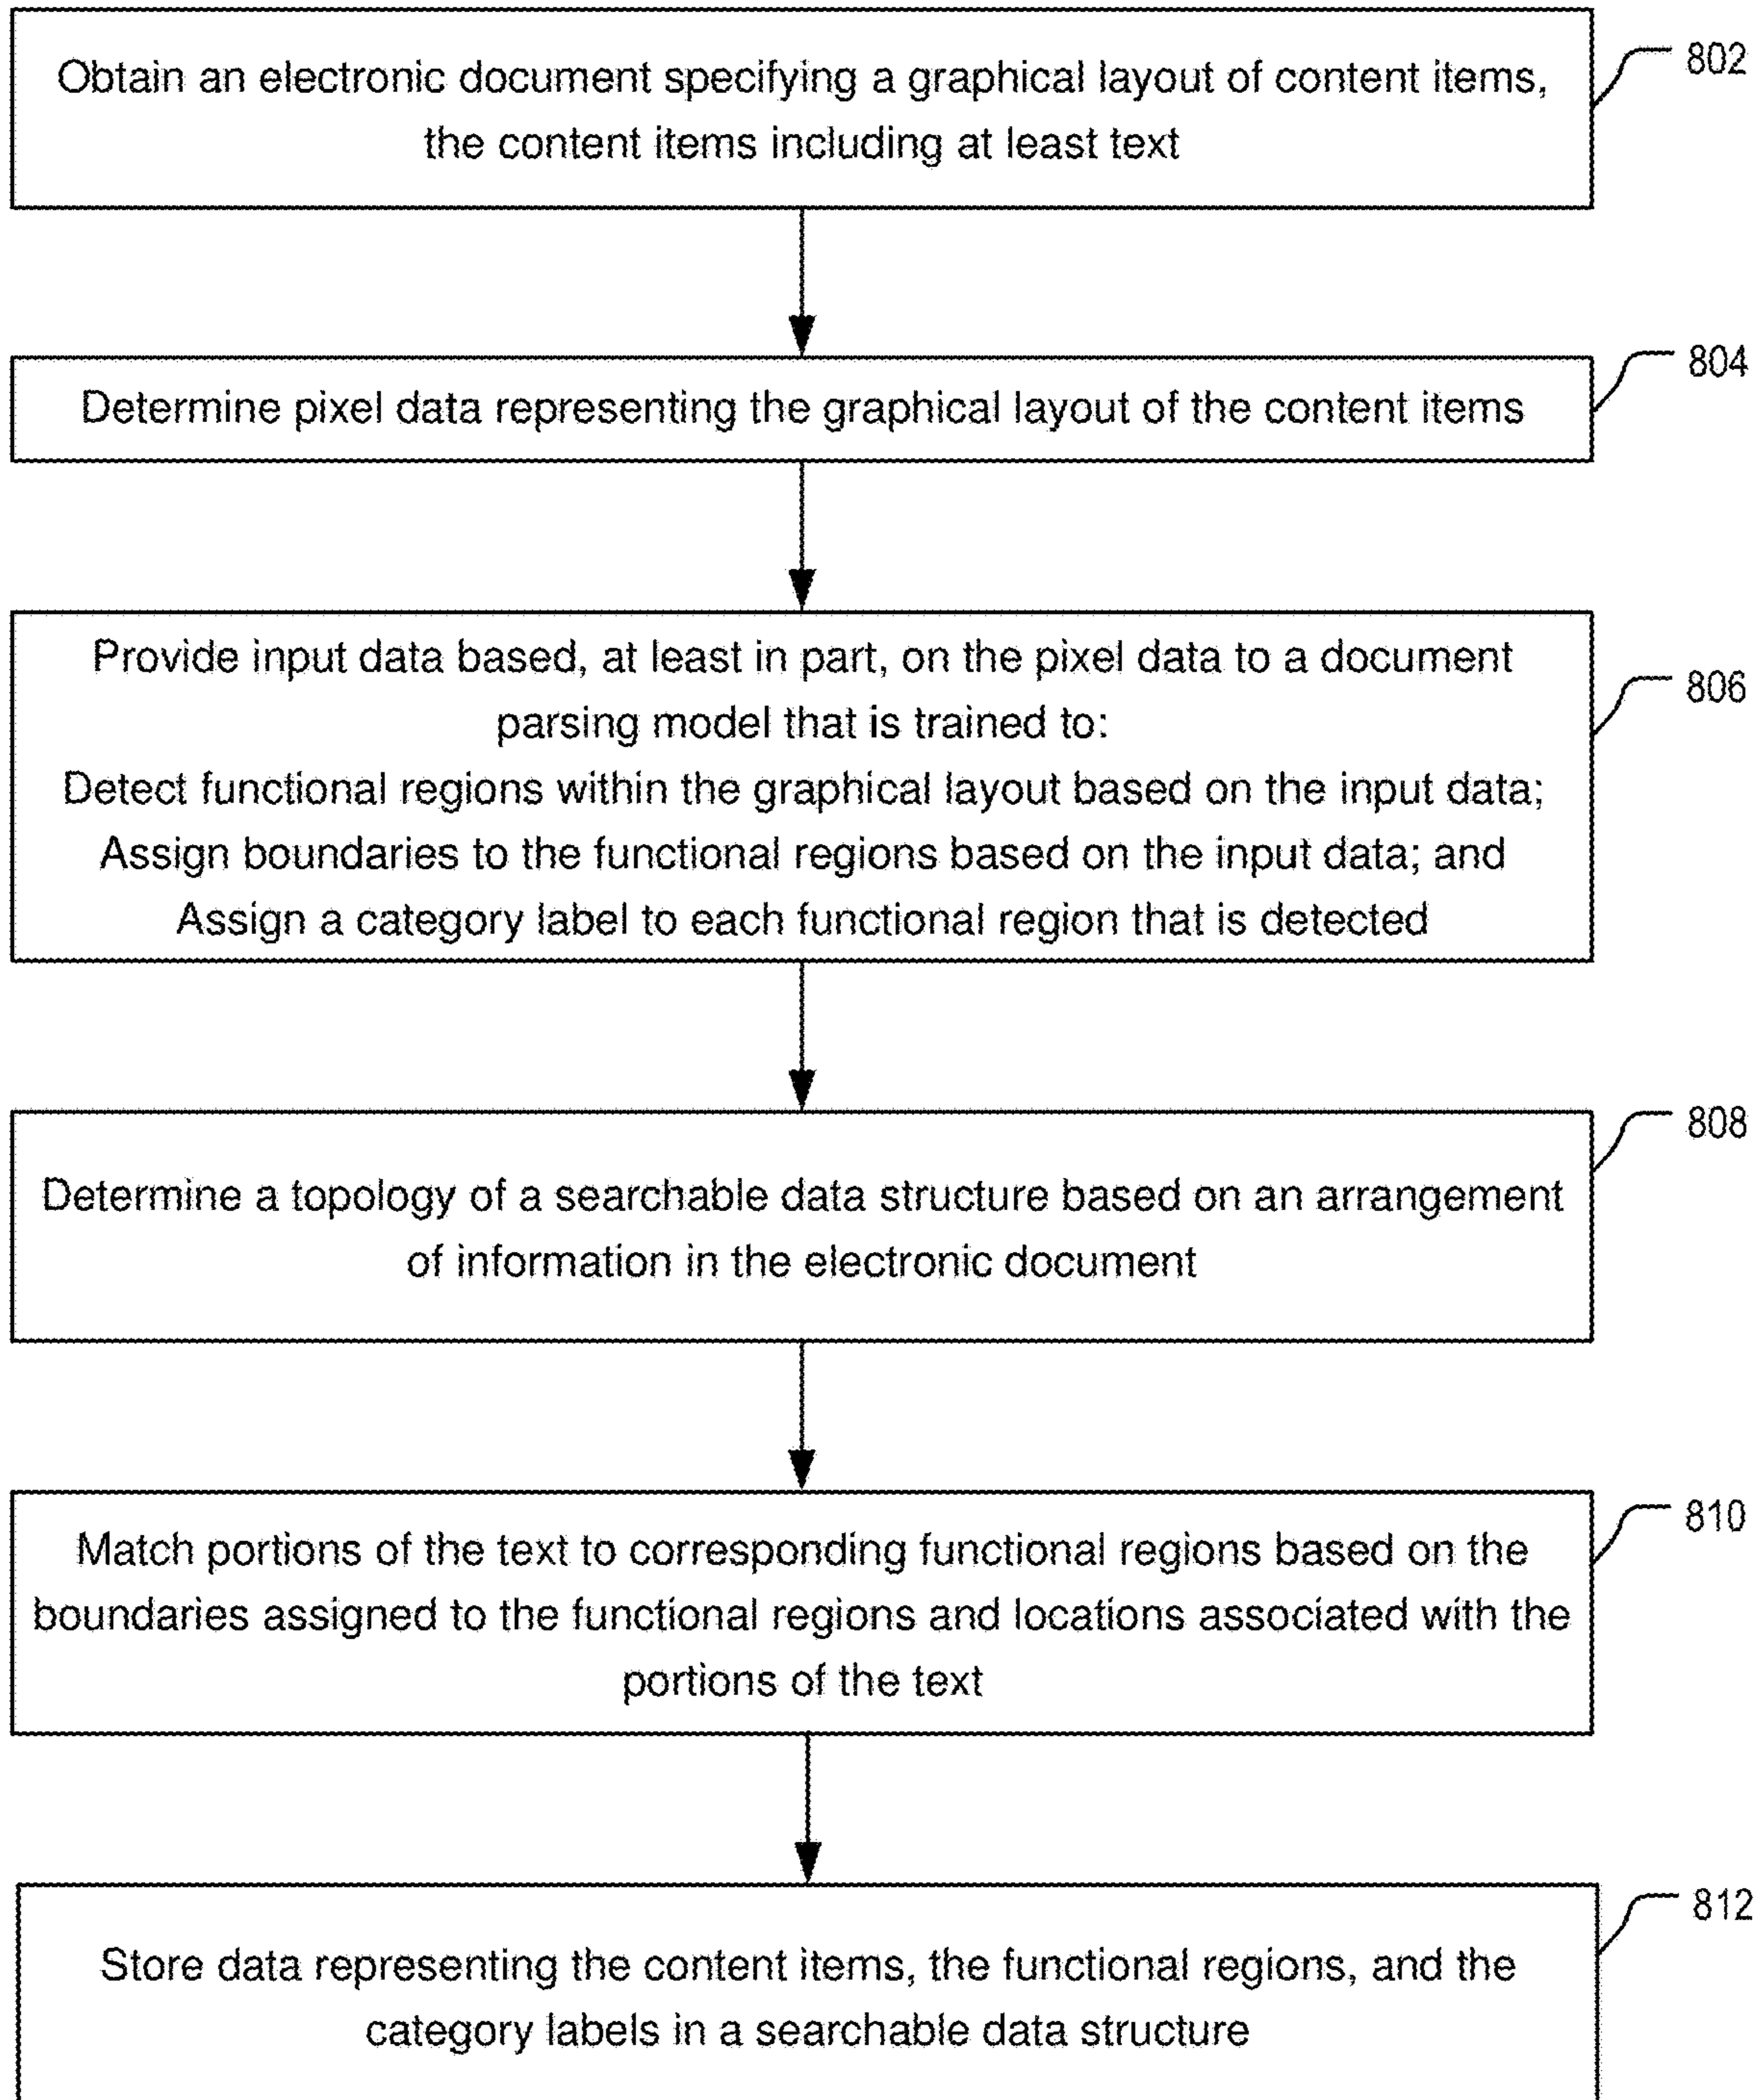 Obtain an electronic document specifying a graphical layout of content items,
the content items including at least text
802
Determine pixel data representing the graphical layout of the content items
804
Provide input data based, at least in part, on the pixel data to a document
parsing model that is trained to:
Detect functional regions within the graphical layout based on the input data;
Assign boundaries to the functional regions based on the input data; and
Assign a category label to each functional region that is detected
806
Determine a topology of a searchable data structure based on an arrangement
of information in the electronic document
808
Match portions of the text to corresponding functional regions based on the
boundaries assigned to the functional regions and locations associated with the
portions of the text
810
Store data representing the content items, the functional regions, and the
category labels in a searchable data structure
812